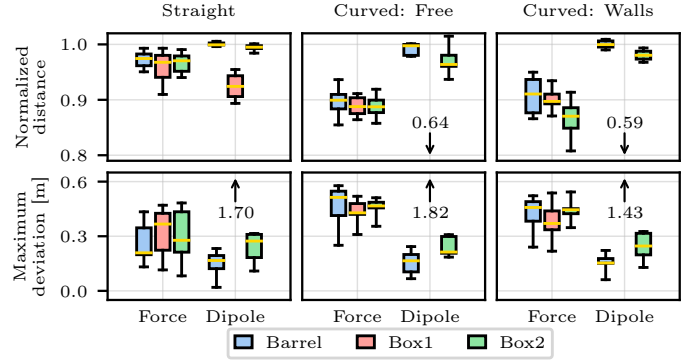 Straight
Curved: Free
Curved: Walls
Normalized distance
1.0
0.9
0.8
0.64
0.59
Maximum deviation [m]
0.6
0.3
0.0
1.70
1.82
1.43
Force Dipole
Force Dipole
Force Dipole
Barrel Box1 Box2